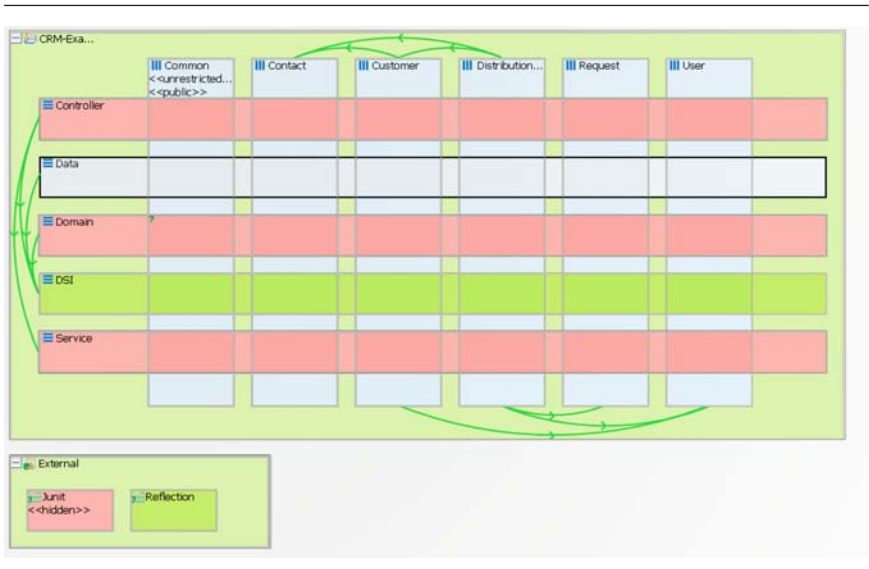 CRM-Exa...
Common
<<unrestricted...
<<public>>
Contact
Customer
Distribution...
Request
User
Controller
Data
Domain
?
DSI
Service
External
Junit
<<hidden>>
Reflection